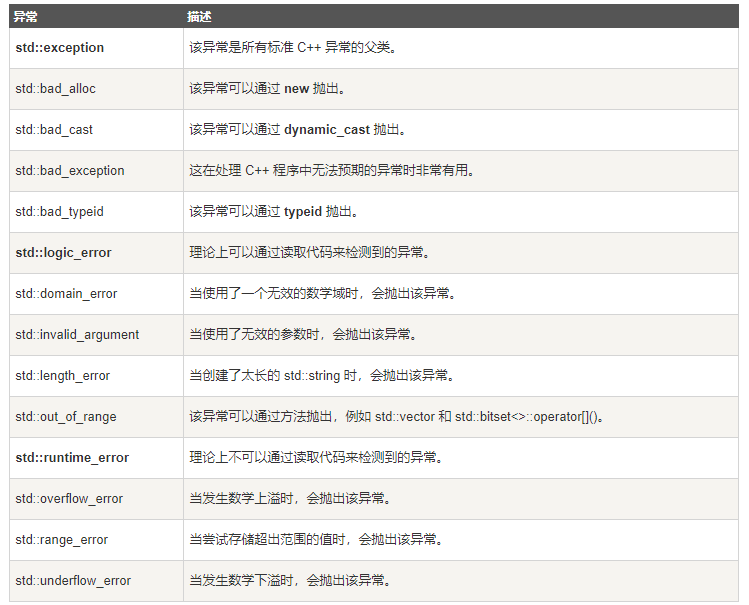 异常 描述
std::exception 该异常是所有标准 C++ 异常的父类。
std::bad_alloc 该异常可以通过 new 抛出。
std::bad_cast 该异常可以通过 dynamic_cast 抛出。
std::bad_exception 这在处理 C++ 程序中无法预期的异常时非常有用。
std::bad_typeid 该异常可以通过 typeid 抛出。
std::logic_error 理论上可以通过读取代码来检测到的异常。
std::domain_error 当使用了一个无效的数学域时，会抛出该异常。
std::invalid_argument 当使用了无效的参数时，会抛出该异常。
std::length_error 当创建了太长的 std::string 时，会抛出该异常。
std::out_of_range 该异常可以通过方法抛出，例如 std::vector 和 std::bitset<>::operator[]()。
std::runtime_error 理论上不可以通过读取代码来检测到的异常。
std::overflow_error 当发生数学上溢时，会抛出该异常。
std::range_error 当尝试存储超出范围的值时，会抛出该异常。
std::underflow_error 当发生数学下溢时，会抛出该异常。